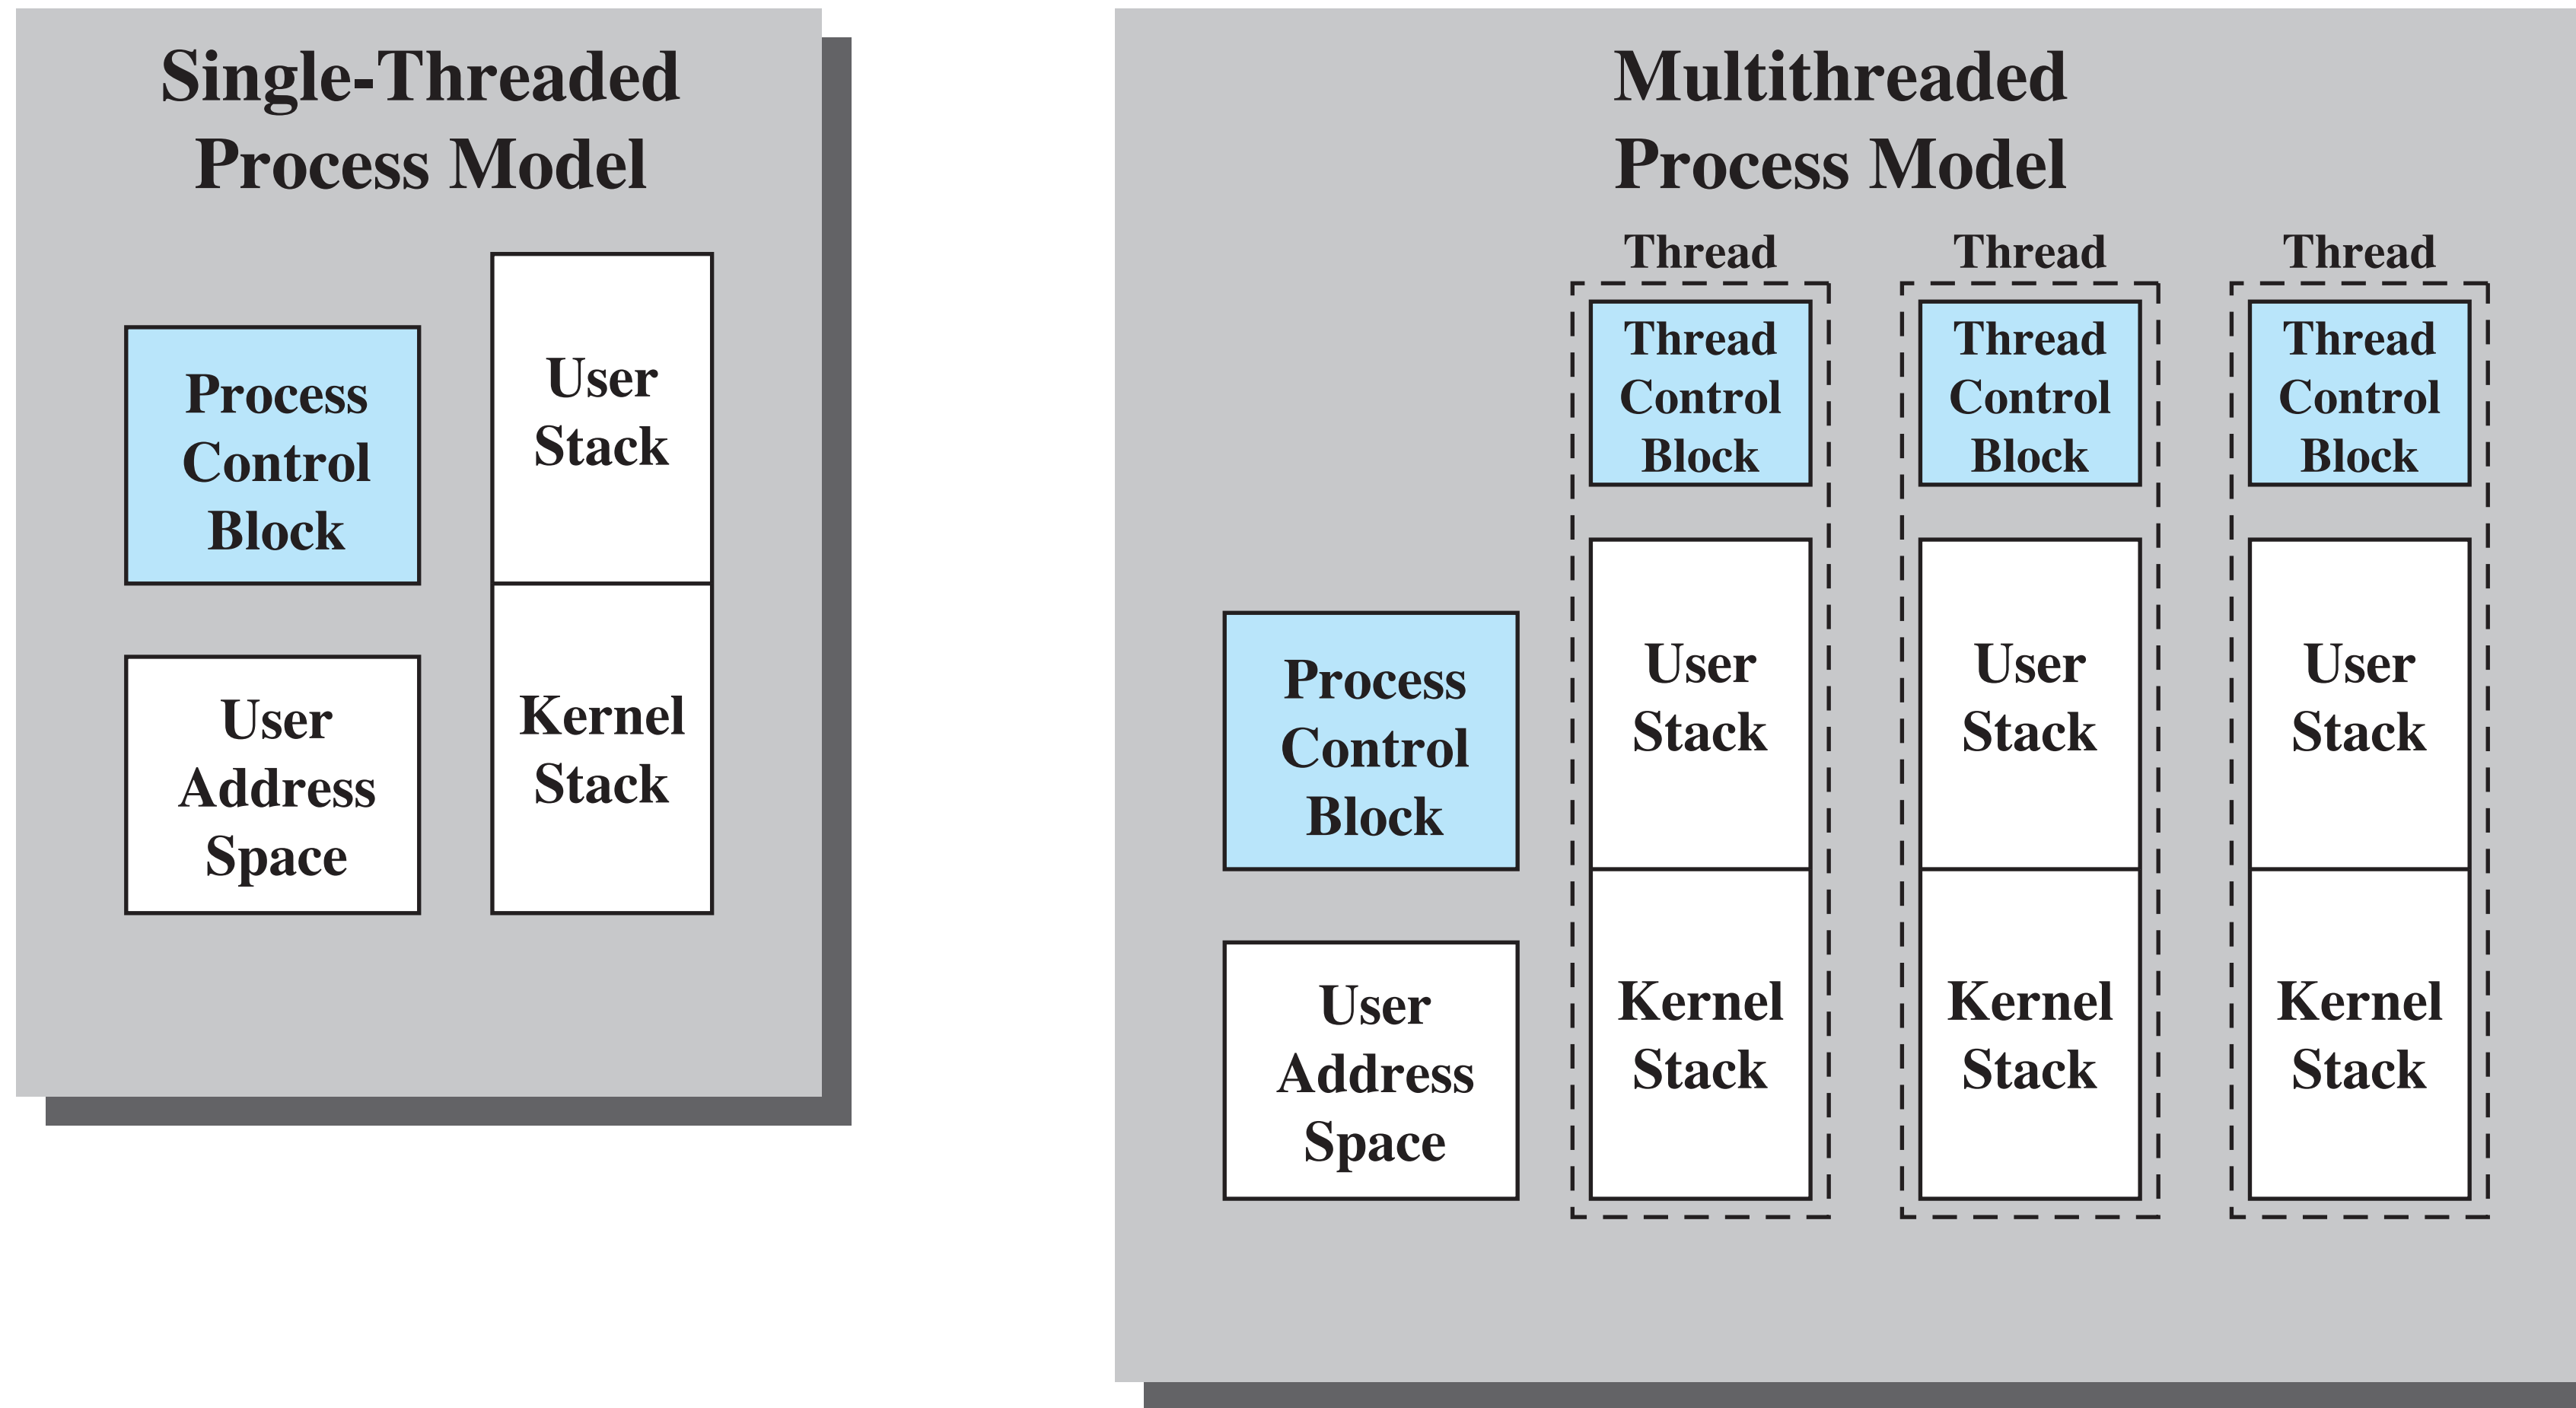 Single-Threaded
Process Model
Process
Control
Block
User
Stack
User
Address
Space
Kernel
Stack
Multithreaded
Process Model
Thread
Thread
Thread
Thread
Control
Block
Thread
Control
Block
Thread
Control
Block
Process
Control
Block
User
Stack
User
Stack
User
Stack
User
Address
Space
Kernel
Stack
Kernel
Stack
Kernel
Stack